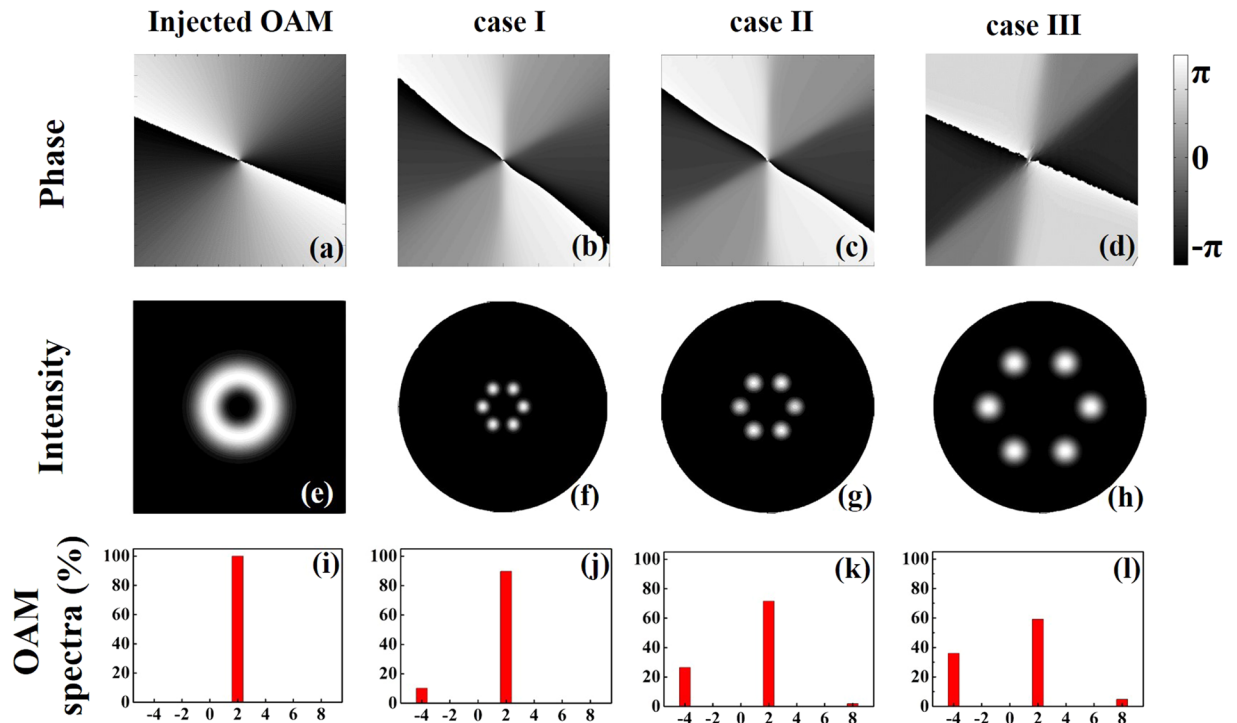 Injected OAM
case I
case II
case III
Phase
(a)
(b)
(c)
(d)
π
0
-π
Intensity
(e)
(f)
(g)
(h)
OAM
spectra (%)
100
80
60
40
20
0
-4 -2 0 2 4 6 8
(i)
100
80
60
40
20
0
-4 -2 0 2 4 6 8
(j)
100
80
60
40
20
0
-4 -2 0 2 4 6 8
(k)
100
80
60
40
20
0
-4 -2 0 2 4 6 8
(l)